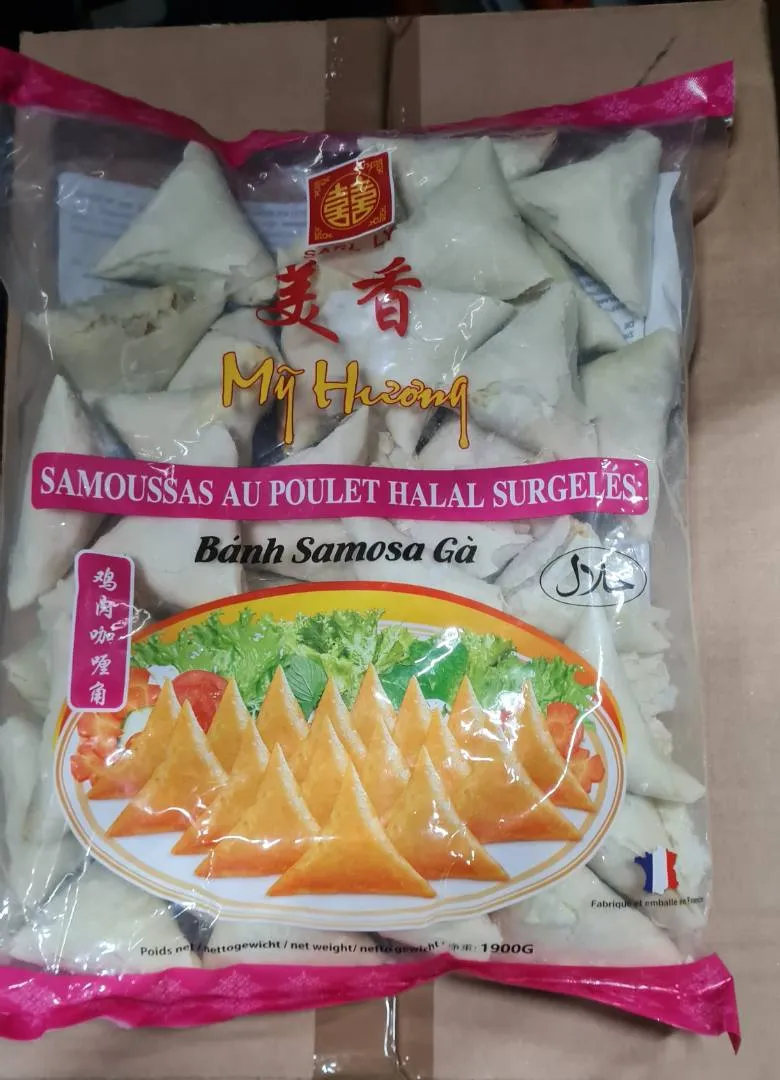 囍
SARL LY
美香
Mỹ Hương
SAMOUSSAS AU POULET HALAL SURGELES
Bánh Samosa Gà
حلال
鸡肉咖喱角
Fabriqué et emballé en France
Poids net / nettogewicht / net weight/ netto gewicht / 净重: 1900G